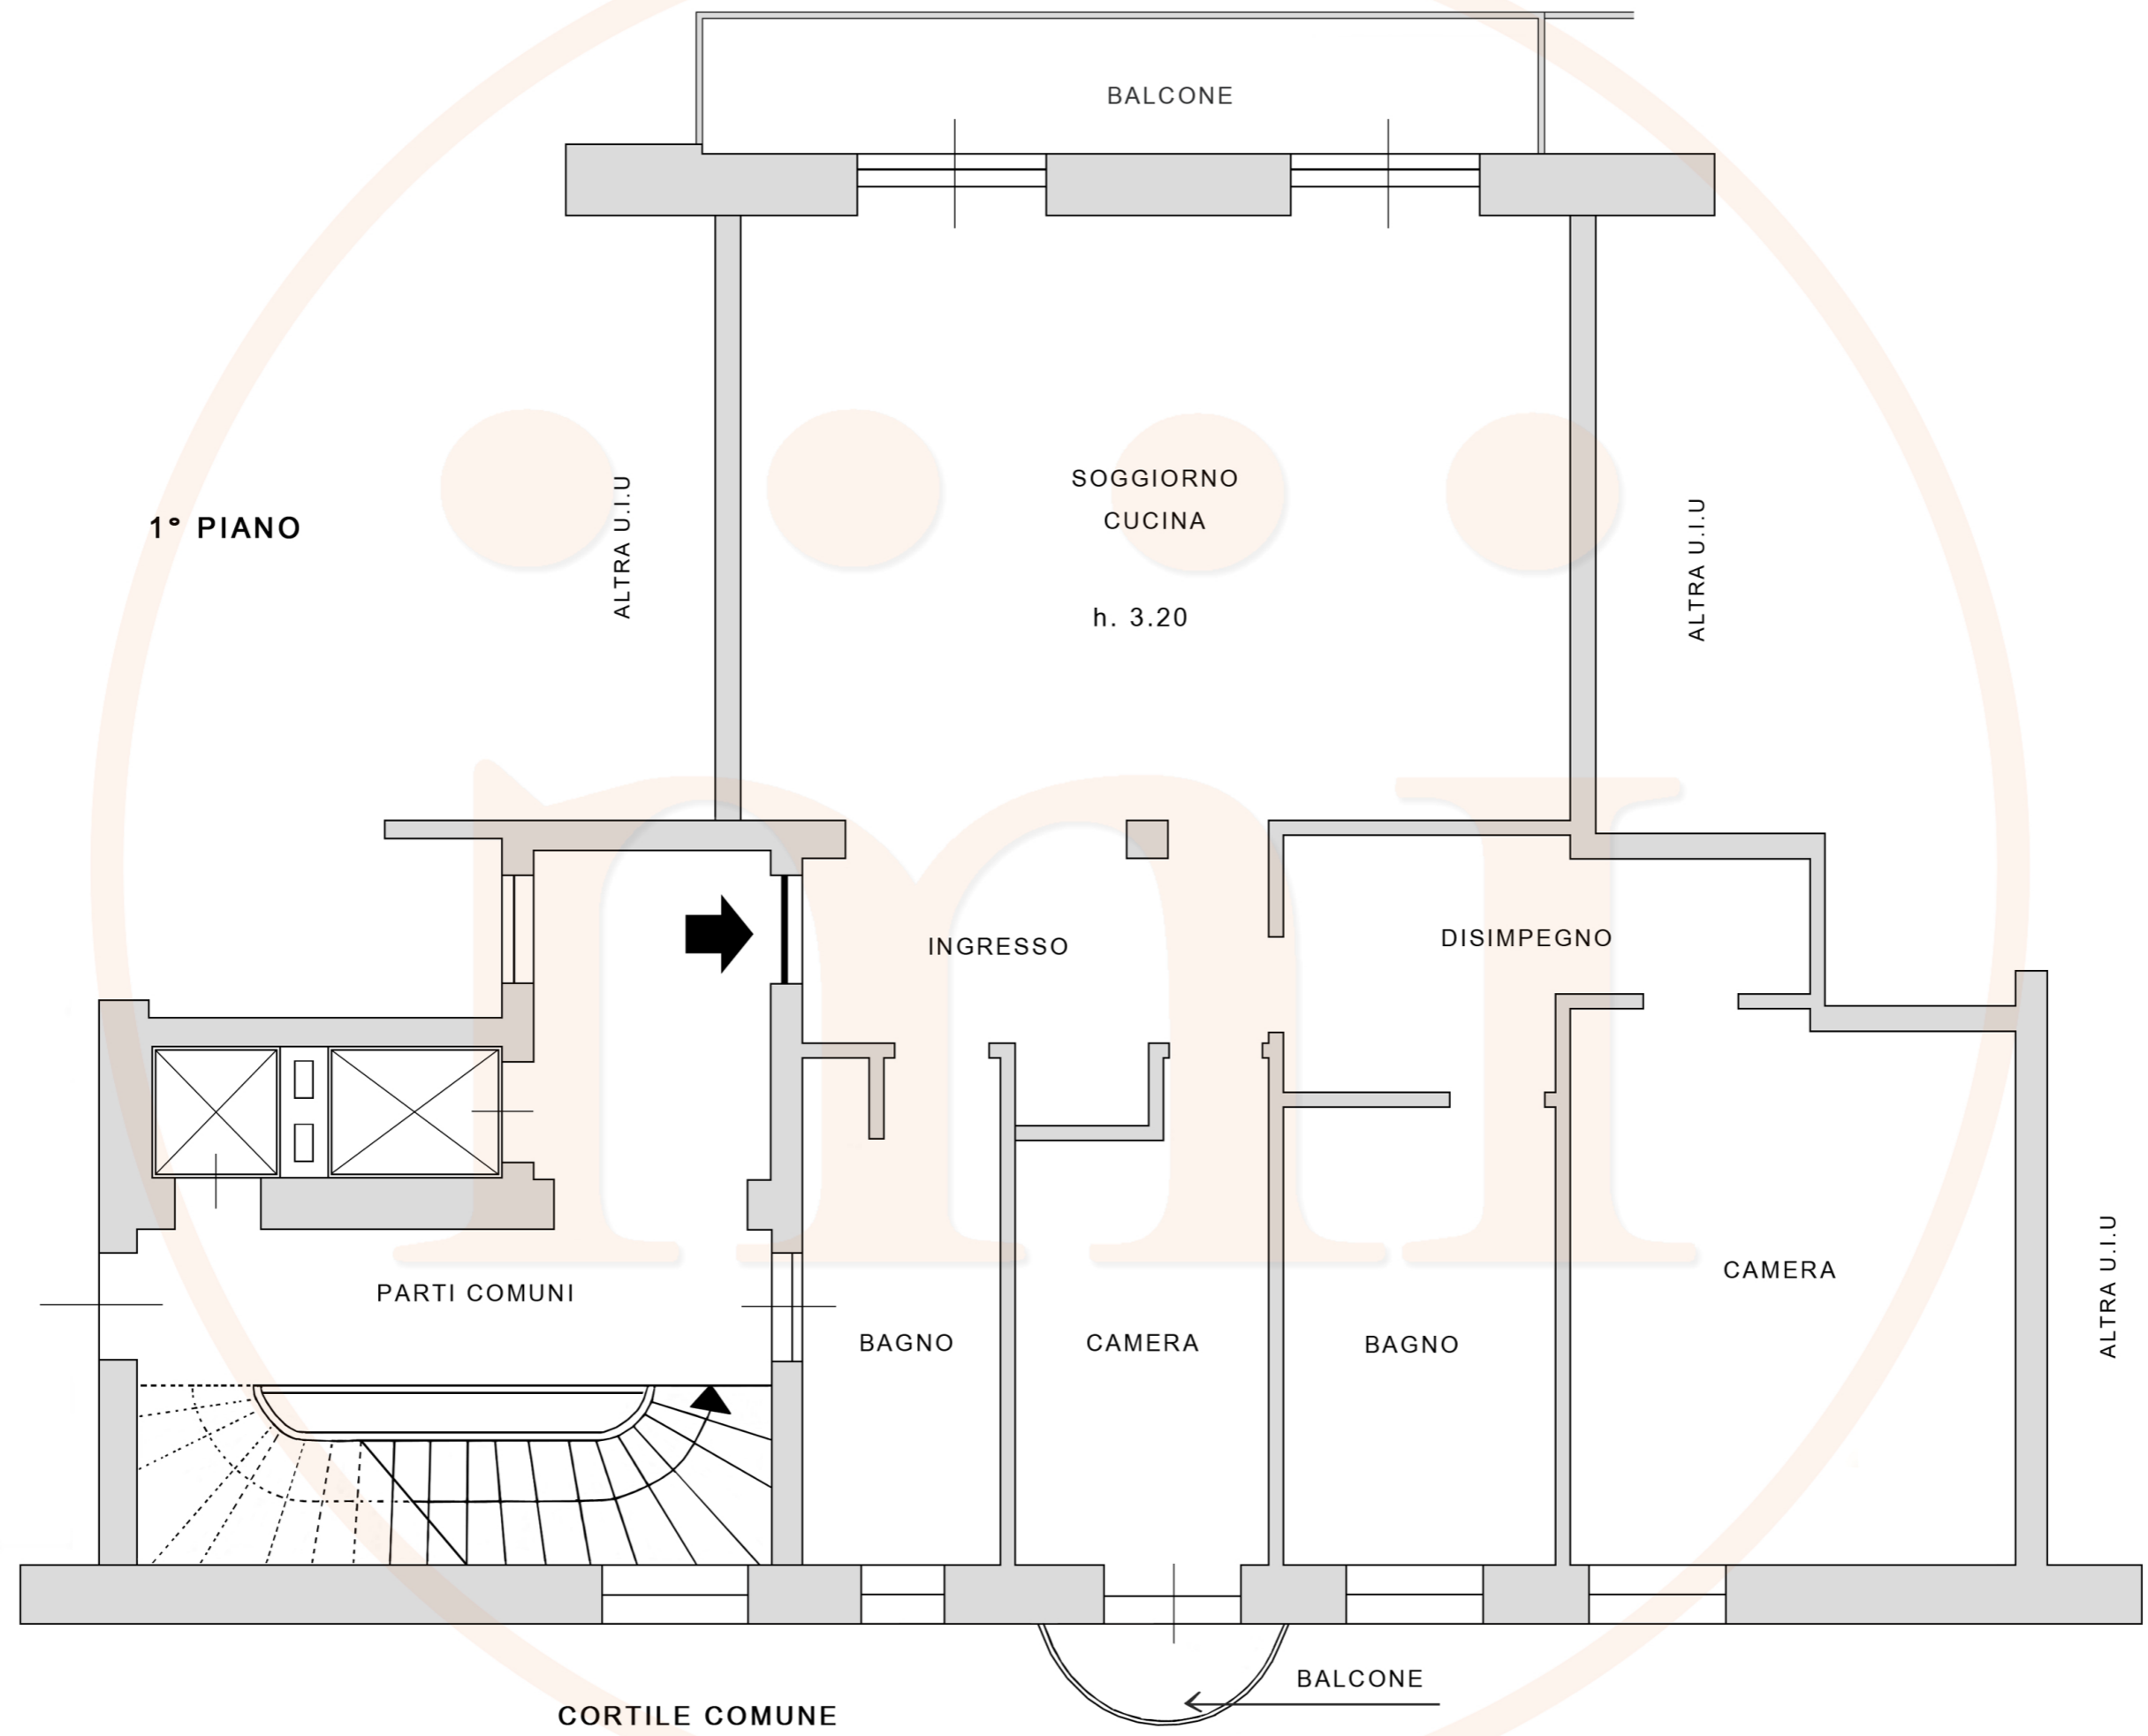 BALCONE
SOGGIORNO
CUCINA
h. 3.20
1° PIANO
ALTRA U.I.U
ALTRA U.I.U
INGRESSO
DISIMPEGNO
PARTI COMUNI
BAGNO
CAMERA
BAGNO
CAMERA
ALTRA U.I.U
BALCONE
CORTILE COMUNE
mi